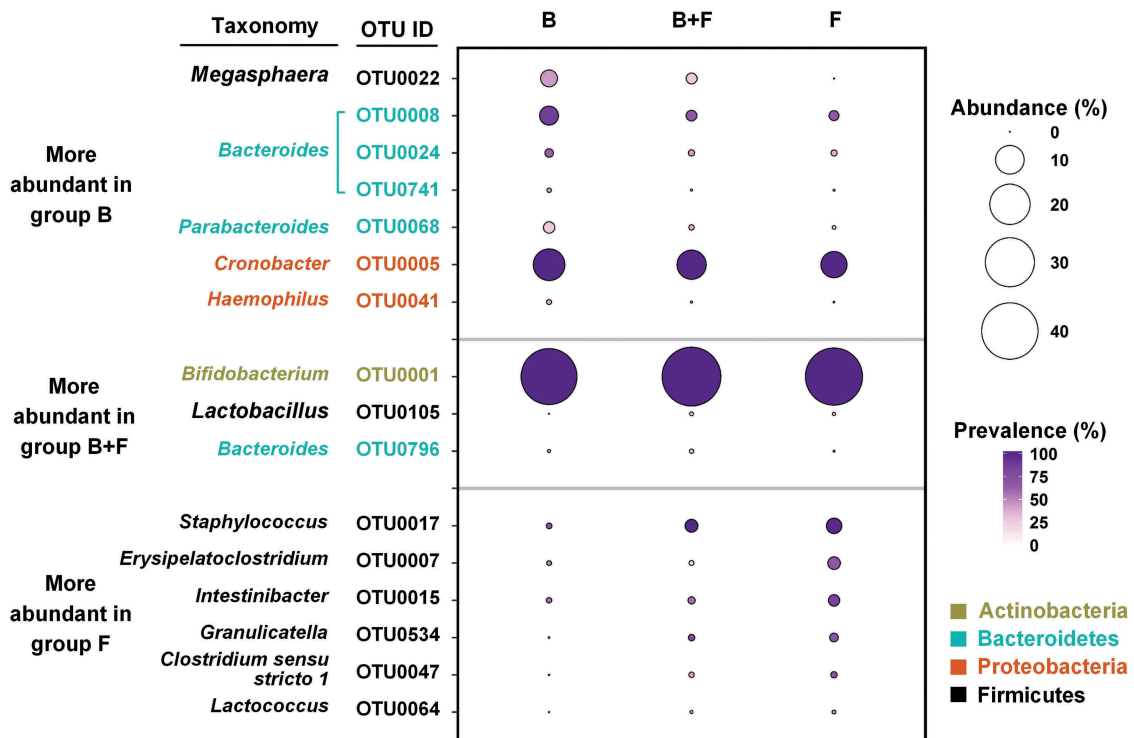 Taxonomy OTU ID B B+F F
More
abundant in
group B
Megasphaera OTU0022
OTU0008
Bacteroides OTU0024
OTU0741
Parabacteroides OTU0068
Cronobacter OTU0005
Haemophilus OTU0041
More
abundant in
group B+F
Bifidobacterium OTU0001
Lactobacillus OTU0105
Bacteroides OTU0796
More
abundant in
group F
Staphylococcus OTU0017
Erysipelatoclostridium OTU0007
Intestinibacter OTU0015
Granulicatella OTU0534
Clostridium sensu
stricto 1 OTU0047
Lactococcus OTU0064
Abundance (%)
0
10
20
30
40
Prevalence (%)
100
75
50
25
0
Actinobacteria
Bacteroidetes
Proteobacteria
Firmicutes